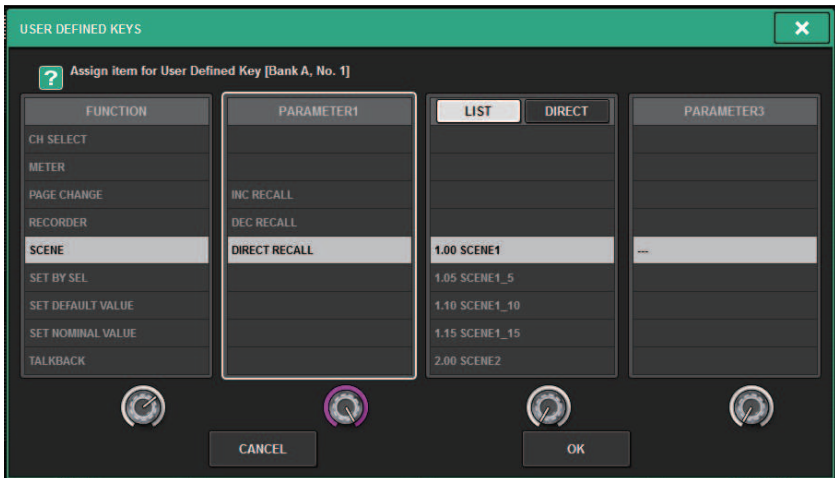 USER DEFINED KEYS
?
Assign item for User Defined Key [Bank A, No. 1]
FUNCTION
CH SELECT
METER
PAGE CHANGE
RECORDER
SCENE
SET BY SEL
SET DEFAULT VALUE
SET NOMINAL VALUE
TALKBACK
PARAMETER1
INC RECALL
DEC RECALL
DIRECT RECALL
LIST DIRECT
1.00 SCENE1
1.05 SCENE1_5
1.10 SCENE1_10
1.15 SCENE1_15
2.00 SCENE2
PARAMETER3
---
CANCEL
OK